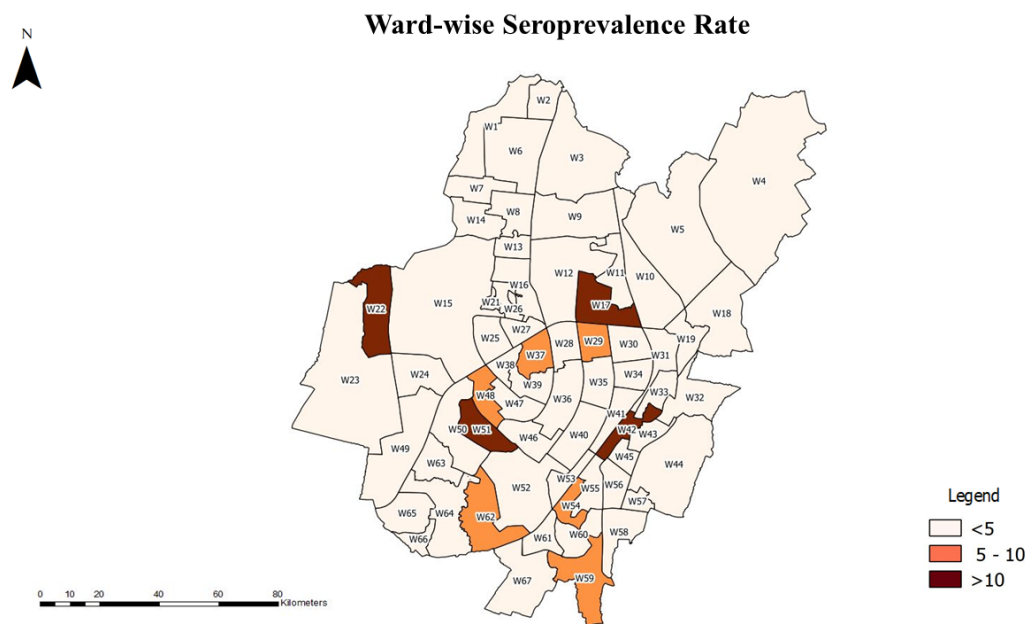 Ward-wise Seroprevalence Rate
N
W2
W1
W6
W3
W4
W7
W8
W9
W14
W5
W13
W12
W11
W10
W16
W22
W15
W21
W26
W17
W18
W25
W27
W28
W29
W30
W19
W37
W31
W23
W24
W38
W39
W35
W34
W33
W32
W48
W47
W36
W41
W50
W51
W46
W40
W42
W43
W49
W63
W45
W44
W52
W53
W55
W56
W65
W64
W62
W54
W57
W66
W61
W60
W58
W67
W59
Legend
<5
5 - 10
>10
0 5 10 20 40 60 80
Kilometers